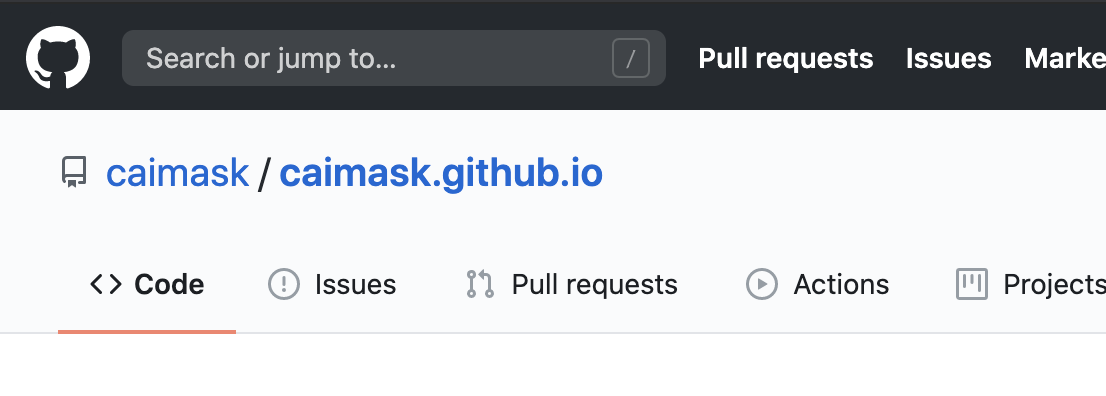 Search or jump to... / Pull requests Issues Marke
caimask / caimask.github.io
<> Code Issues Pull requests Actions Projects